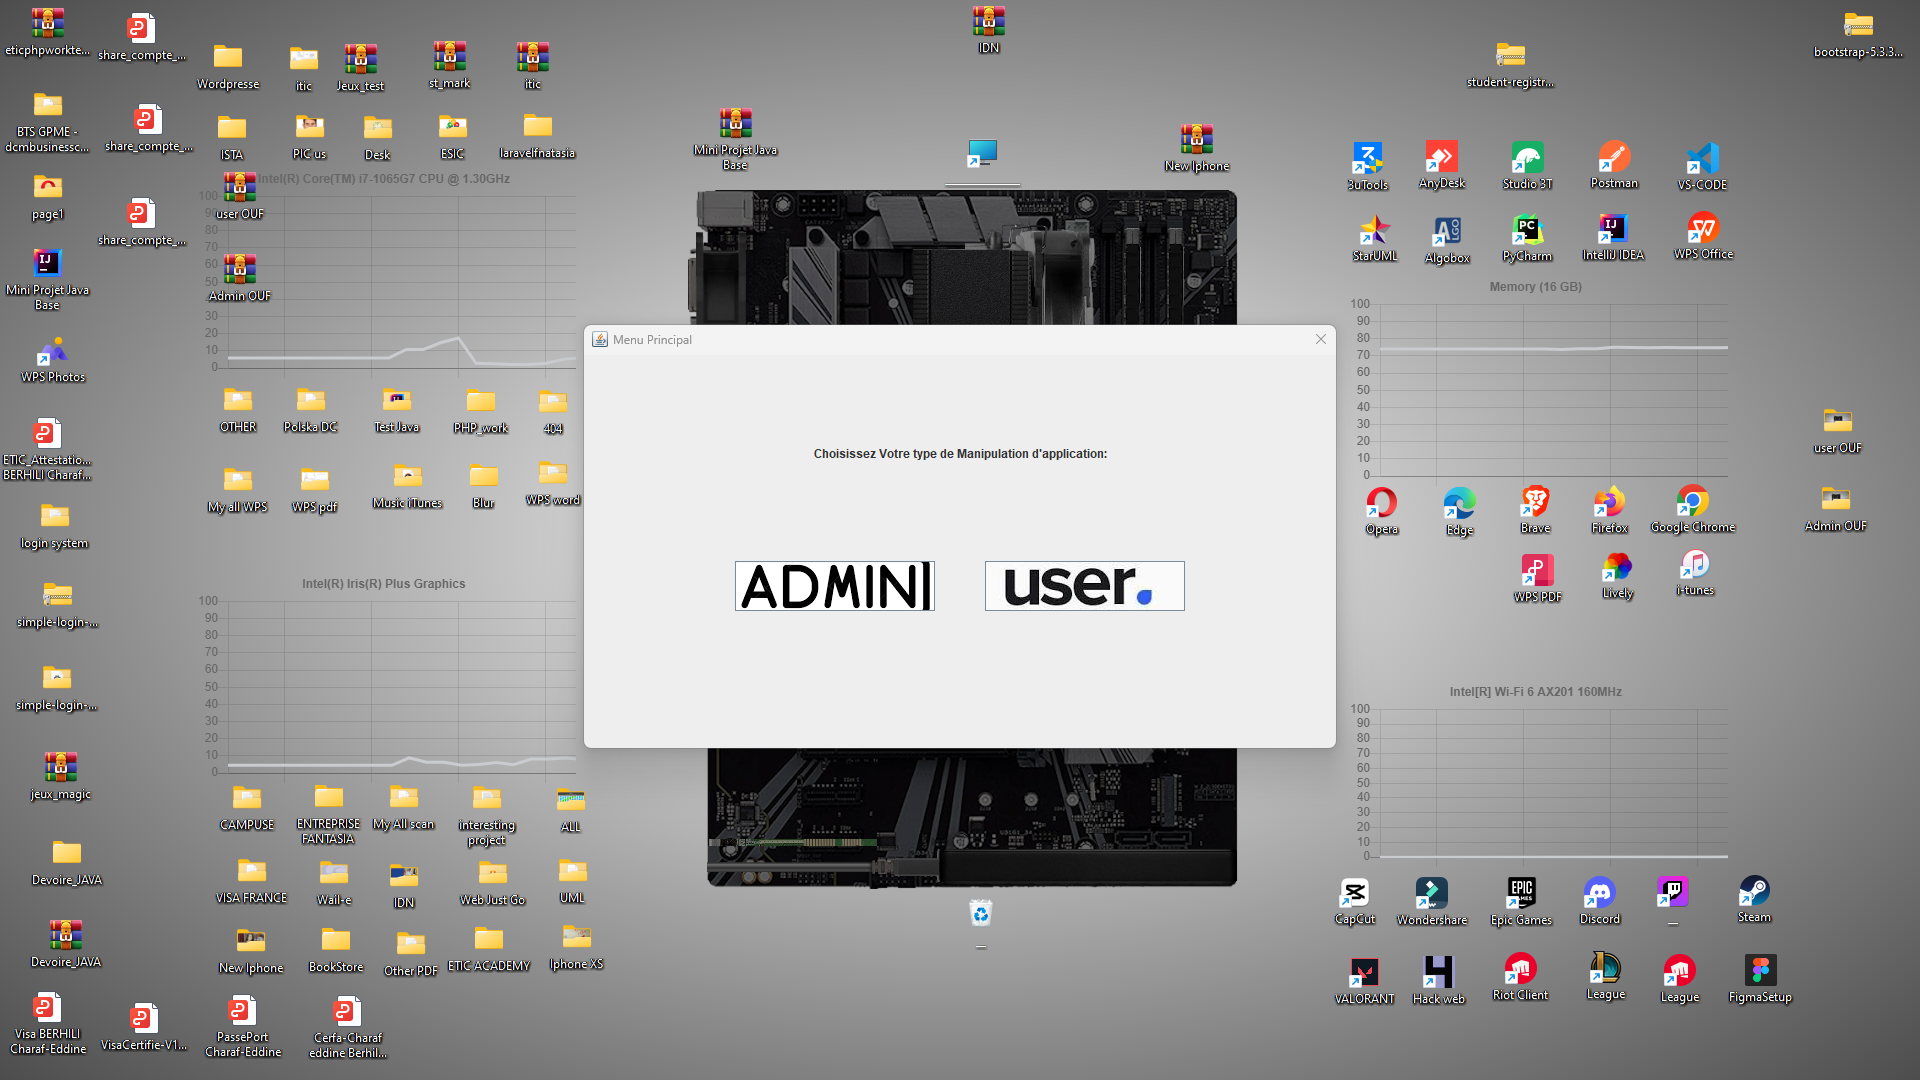 eticphpworkte...
share_compte_...
Wordpresse
itic
Jeux_test
st_mark
itic
IDN
student-registr...
bootstrap-5.3.3...
BTS GPME -
dcmbusinessc...
share_compte_...
ISTA
PIC us
Desk
ESIC
laravelfnatasia
Mini Projet Java
Base
New Iphone
3uTools
AnyDesk
Studio 3T
Postman
VS-CODE
page1
share_compte_...
Intel(R) Core(TM) i7-1065G7 CPU @ 1.30GHz
100
90
80
70
60
50
40
30
20
10
0
user OUF
Admin OUF
StarUML
Algobox
PyCharm
IntelliJ IDEA
WPS Office
Mini Projet Java
Base
Memory (16 GB)
100
90
80
70
60
50
40
30
20
10
0
WPS Photos
Menu Principal
Choisissez Votre type de Manipulation d'application:
ADMIN
user.
OTHER
Polska DC
Test Java
PHP_work
404
ETIC_Attestatio...
BERHILI Charaf...
My all WPS
WPS pdf
Music iTunes
Blur
WPS word
user OUF
Admin OUF
Opera
Edge
Brave
Firefox
Google Chrome
login system
WPS PDF
Lively
i-tunes
Intel(R) Iris(R) Plus Graphics
100
90
80
70
60
50
40
30
20
10
0
simple-login-...
simple-login-...
Intel[R] Wi-Fi 6 AX201 160MHz
100
90
80
70
60
50
40
30
20
10
0
jeux_magic
CAMPUSE
ENTREPRISE
FANTASIA
My All scan
interesting
project
ALL
Devoire_JAVA
VISA FRANCE
Wail-e
IDN
Web Just Go
UML
CapCut
Wondershare
Epic Games
Discord
_
Steam
Devoire_JAVA
New Iphone
BookStore
Other PDF
ETIC ACADEMY
Iphone XS
_
VALORANT
Hack web
Riot Client
League
League
FigmaSetup
Visa BERHILI
Charaf-Eddine
VisaCertifie-V1...
PassePort
Charaf-Eddine
Cerfa-Charaf
eddine Berhil...